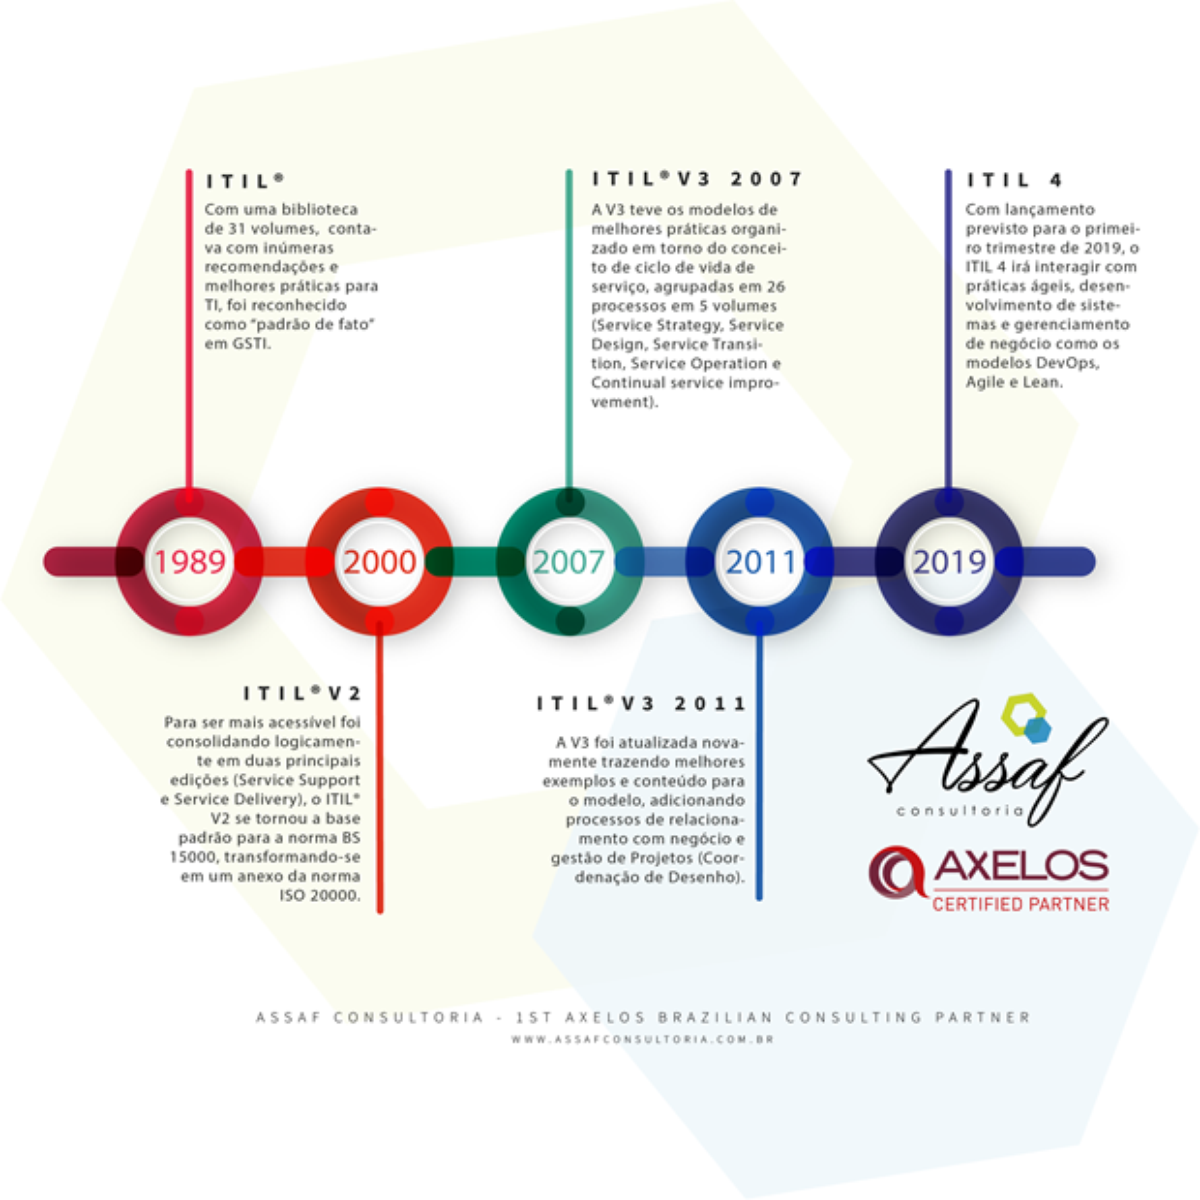 ITIL®
Com uma biblioteca
de 31 volumes, conta-
va com inúmeras
recomendações e
melhores práticas para
TI, foi reconhecido
como "padrão de fato"
em GSTI.
ITIL®V3 2007
A V3 teve os modelos de
melhores práticas organi-
zado em torno do concei-
to de ciclo de vida de
serviço, agrupadas em 26
processos em 5 volumes
(Service Strategy, Service
Design, Service Transi-
tion, Service Operation e
Continual service impro-
vement).
ITIL 4
Com lançamento
previsto para o primei-
ro trimestre de 2019, o
ITIL 4 irá interagir com
práticas ágeis, desen-
volvimento de siste-
mas e gerenciamento
de negócio como os
modelos DevOps,
Agile e Lean.
1989
2000
2007
2011
2019
ITIL®V2
Para ser mais acessível foi
consolidando logicamen-
te em duas principais
edições (Service Support
e Service Delivery), o ITIL®
V2 se tornou a base
padrão para a norma BS
15000, transformando-se
em um anexo da norma
ISO 20000.
ITIL®V3 2011
A V3 foi atualizada nova-
mente trazendo melhores
exemplos e conteúdo para
o modelo, adicionando
processos de relaciona-
mento com negócio e
gestão de Projetos (Coor-
denação de Desenho).
Assaf
consultoria
AXELOS
CERTIFIED PARTNER
ASSAF CONSULTORIA - 1ST AXELOS BRAZILIAN CONSULTING PARTNER
WWW.ASSAFCONSULTORIA.COM.BR